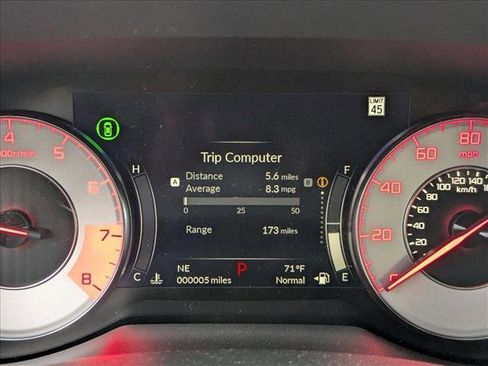 LIMIT
45
Trip Computer
A Distance 5.6 miles B
Average 8.3 mpg
0 25 50
Range 173 miles
H
C
F
E
NE P 71°F
000005 miles Normal
4
5
6
7
8
000r/min
80
60
40
20
0
mph
140
120
100
80
60
40
20
km/h